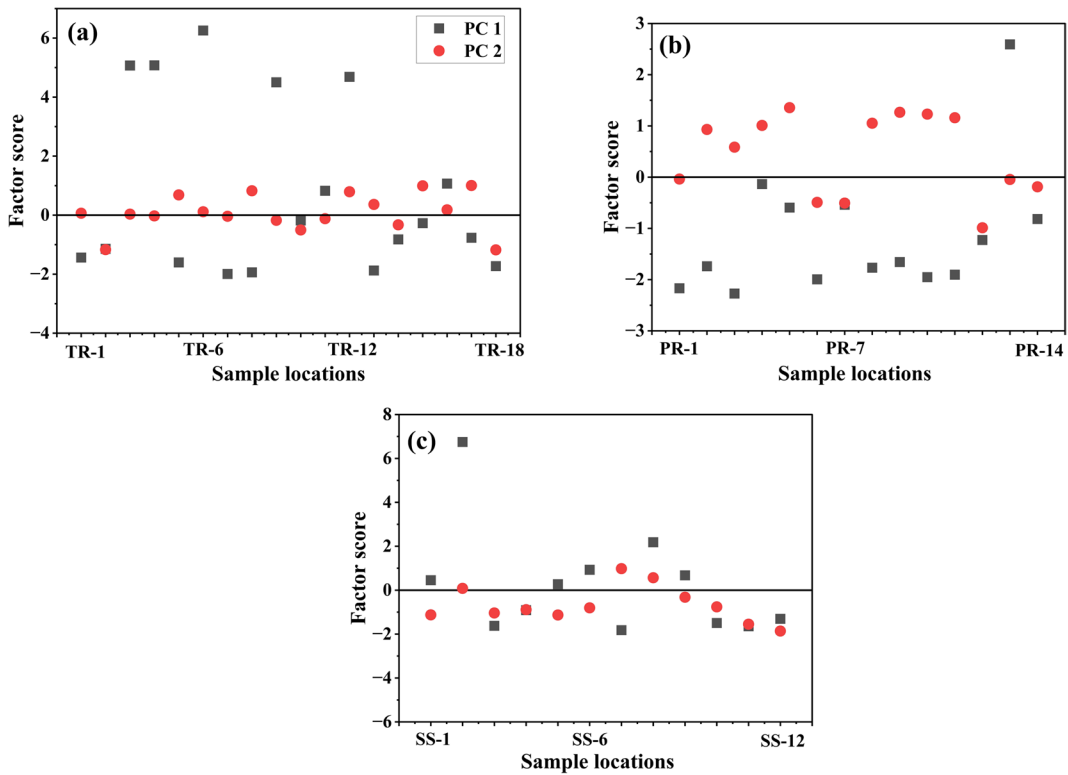 (a)
PC 1
PC 2
6
4
2
0
−2
−4
Factor score
TR-1 TR-6 TR-12 TR-18
Sample locations
(b)
3
2
1
0
−1
−2
−3
Factor score
PR-1 PR-7 PR-14
Sample locations
(c)
8
6
4
2
0
−2
−4
−6
Factor score
SS-1 SS-6 SS-12
Sample locations